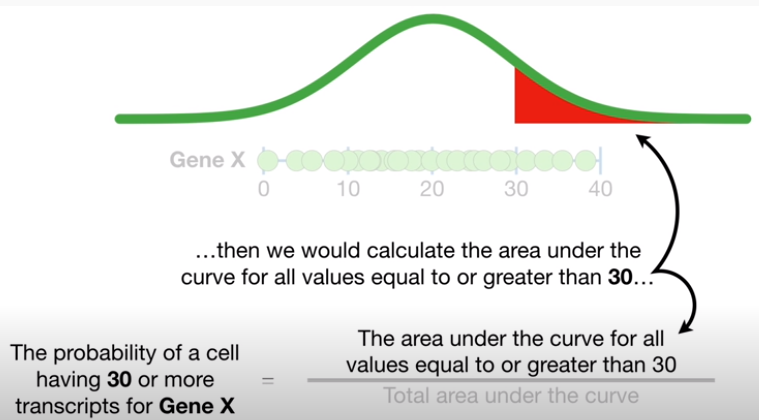 Gene X
0 10 20 30 40
...then we would calculate the area under the
curve for all values equal to or greater than 30...
The probability of a cell
having 30 or more
transcripts for Gene X
=
The area under the curve for all
values equal to or greater than 30
Total area under the curve